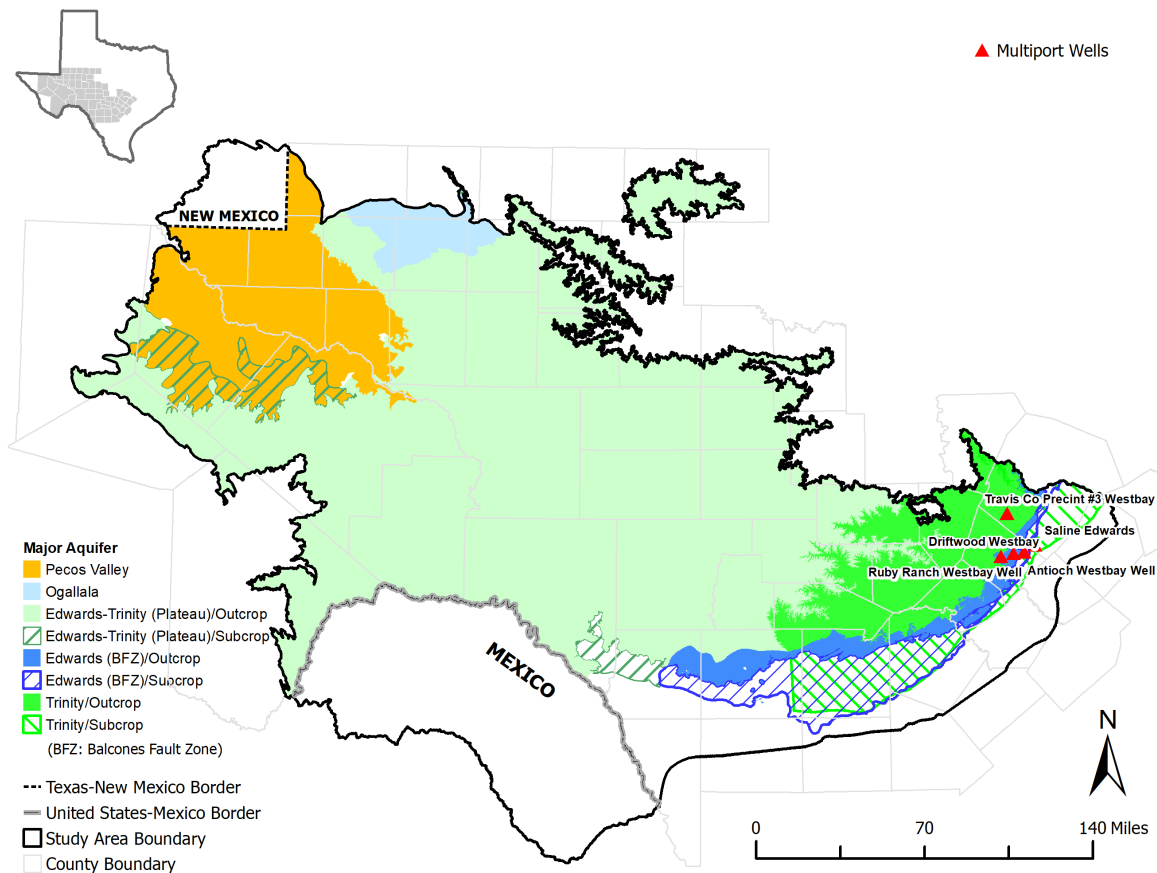 Multiport Wells
NEW MEXICO
Travis Co Precint #3 Westbay
Saline Edwards
Driftwood Westbay
Ruby Ranch Westbay Well
Antioch Westbay Well
Major Aquifer
Pecos Valley
Ogallala
Edwards-Trinity (Plateau)/Outcrop
Edwards-Trinity (Plateau)/Subcrop
Edwards (BFZ)/Outcrop
Edwards (BFZ)/Subcrop
Trinity/Outcrop
Trinity/Subcrop
(BFZ: Balcones Fault Zone)
MEXICO
N
Texas-New Mexico Border
United States-Mexico Border
Study Area Boundary
County Boundary
0 70 140 Miles